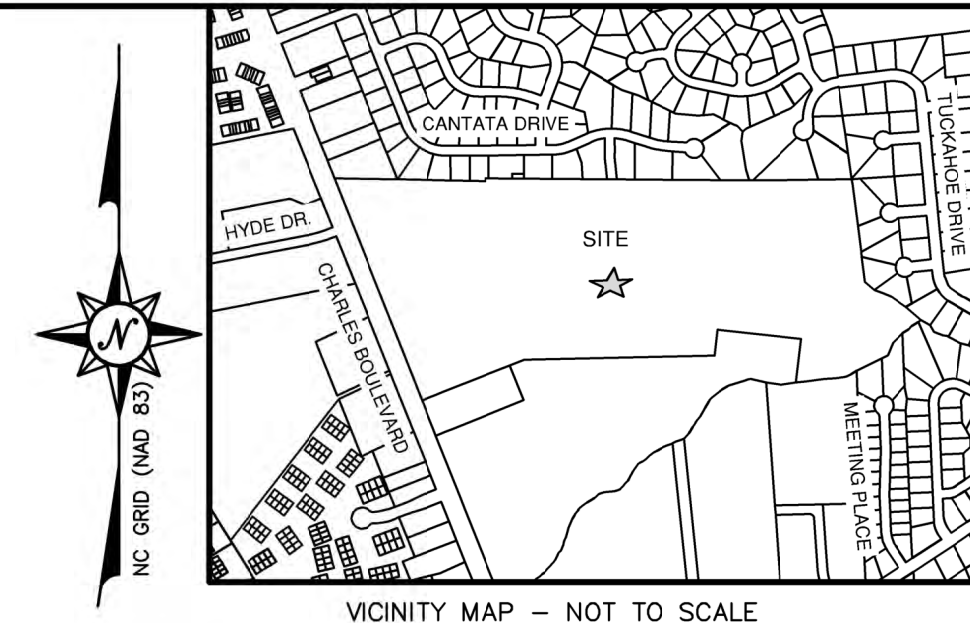 CANTATA DRIVE
TUCKAHOE DRIVE
HYDE DR.
SITE
CHARLES BOULEVARD
N
NC GRID (NAD 83)
MEETING PLACE
VICINITY MAP – NOT TO SCALE